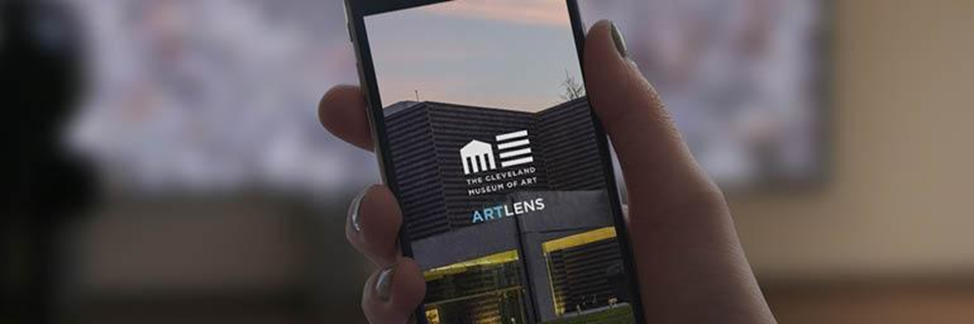 THE CLEVELAND
MUSEUM OF ART
ARTLENS